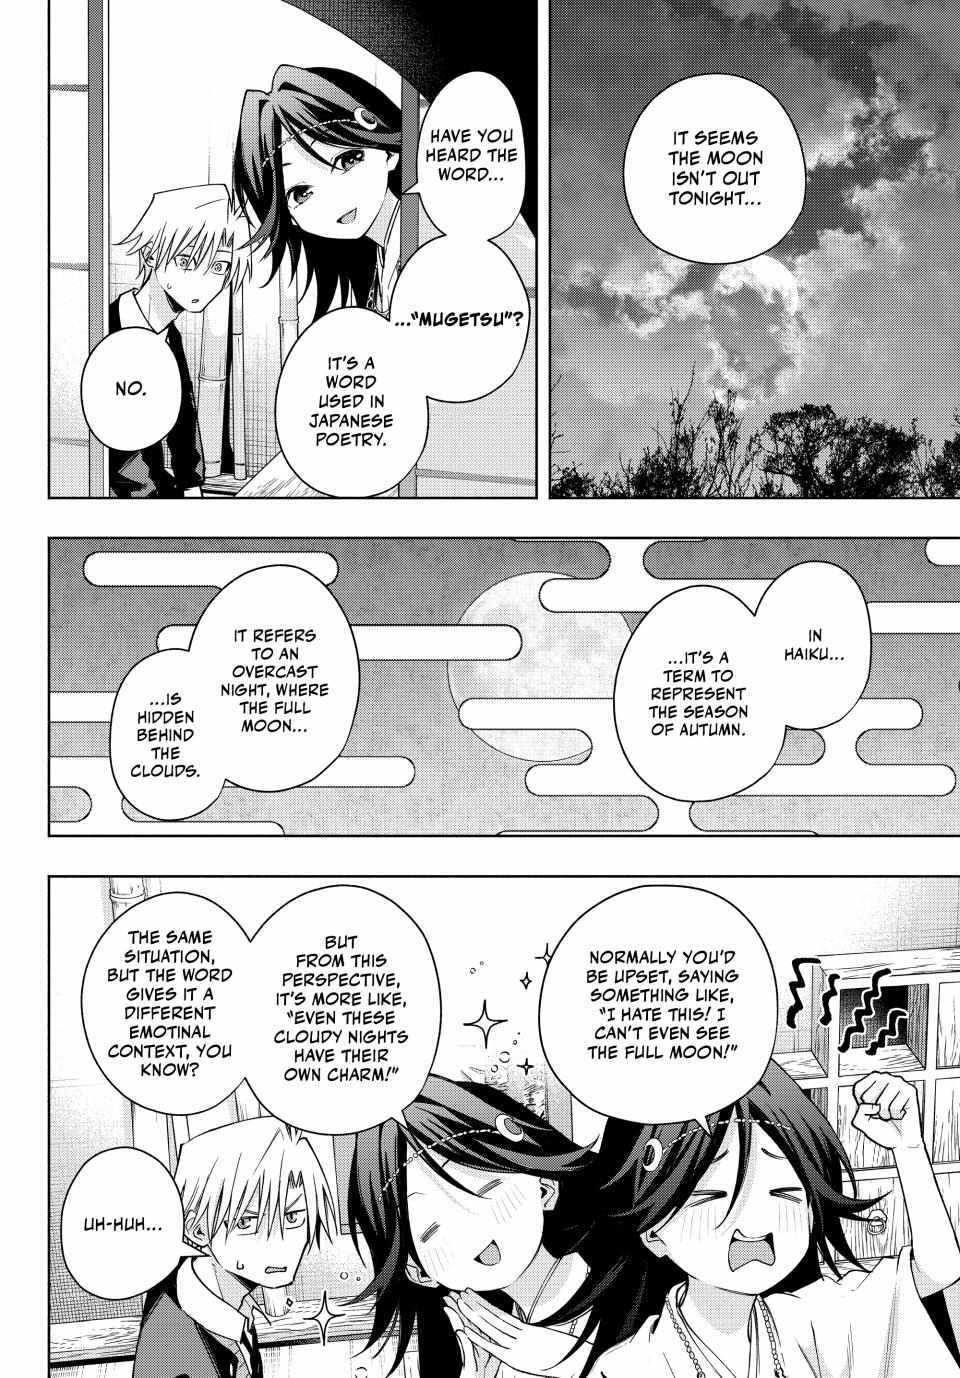 IT SEEMS
THE MOON
ISN'T OUT
TONIGHT...
HAVE YOU
HEARD THE
WORD...
..."MUGETSU"?
IT'S A
WORD
USED IN
JAPANESE
POETRY.
NO.
IN
HAIKU...
...IT'S A
TERM TO
REPRESENT
THE SEASON
OF AUTUMN.
IT REFERS
TO AN
OVERCAST
NIGHT, WHERE
THE FULL
MOON...
...IS
HIDDEN
BEHIND
THE
CLOUDS.
NORMALLY YOU'D
BE UPSET, SAYING
SOMETHING LIKE,
"I HATE THIS! I
CAN'T EVEN SEE
THE FULL MOON!"
BUT
FROM THIS
PERSPECTIVE,
IT'S MORE LIKE,
"EVEN THESE
CLOUDY NIGHTS
HAVE THEIR
OWN CHARM!"
THE SAME
SITUATION,
BUT THE WORD
GIVES IT A
DIFFERENT
EMOTINAL
CONTEXT, YOU
KNOW?
UH-HUH...